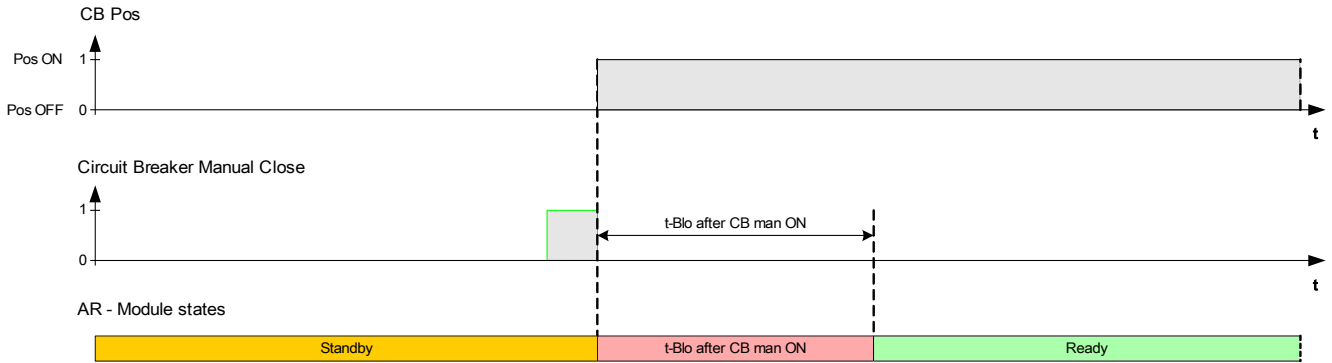 CB Pos
Pos ON 1
Pos OFF 0
t
Circuit Breaker Manual Close
1
t-Blo after CB man ON
0
t
AR - Module states
Standby t-Blo after CB man ON Ready